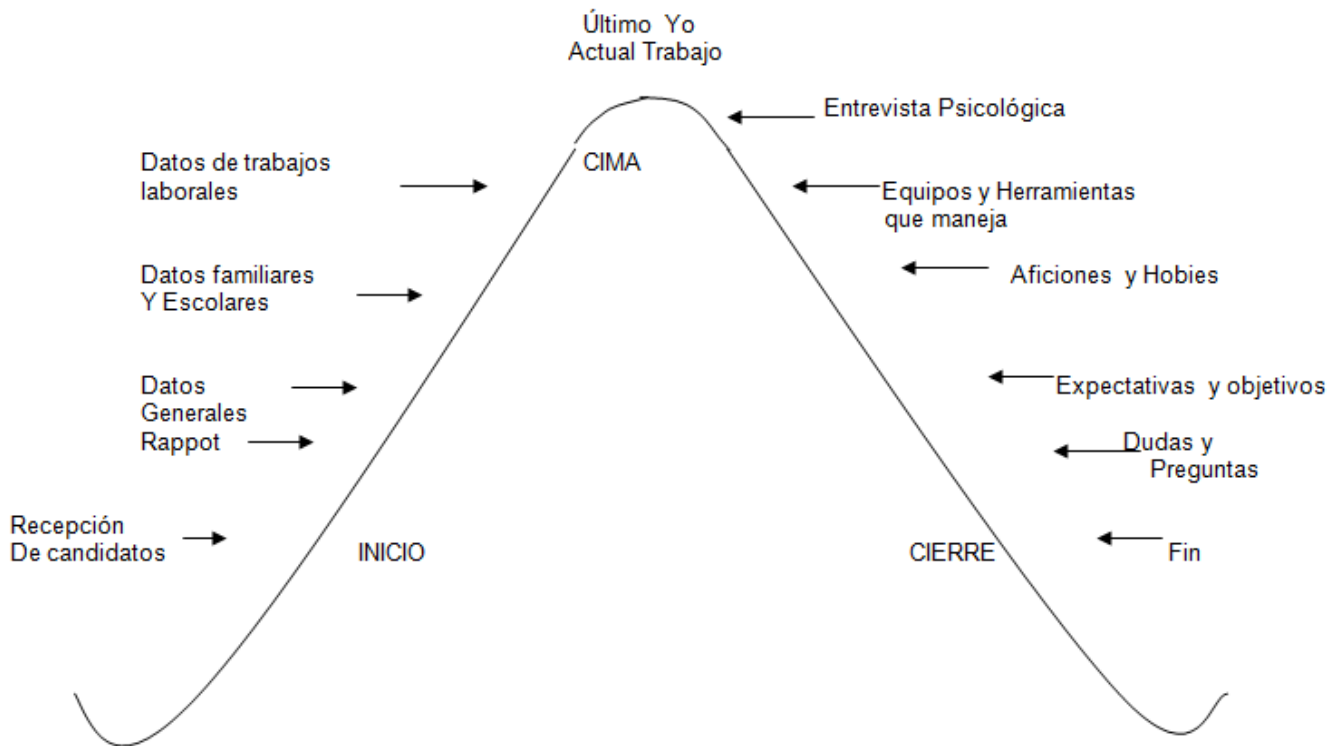 Último Yo
Actual Trabajo
Entrevista Psicológica
Datos de trabajos
laborales
CIMA
Equipos y Herramientas
que maneja
Datos familiares
Y Escolares
Aficiones y Hobies
Datos
Generales
Rappot
Expectativas y objetivos
Dudas y
Preguntas
Recepción
De candidatos
INICIO
CIERRE
Fin